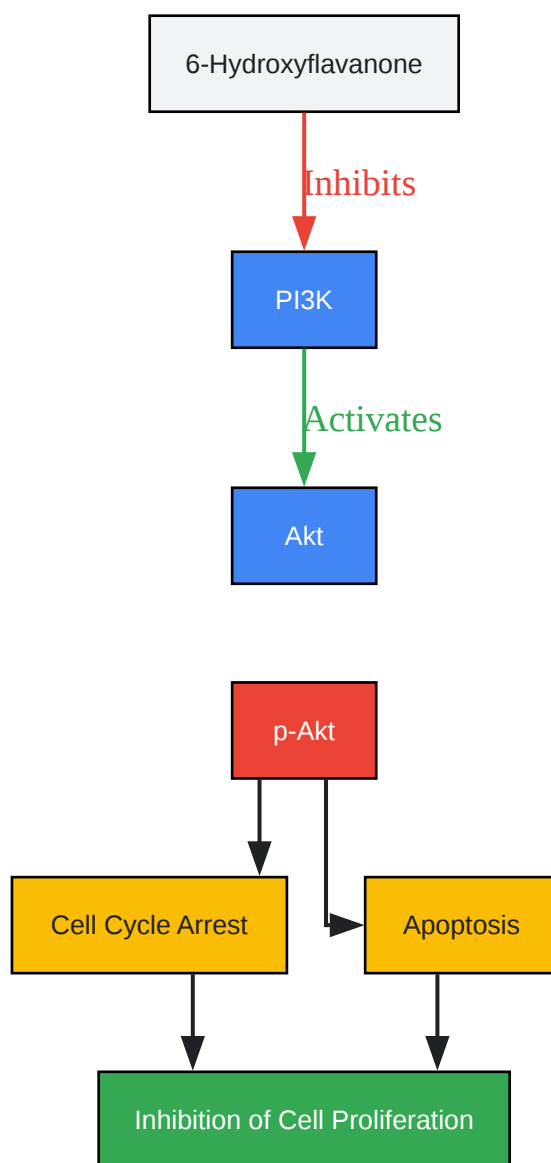 6-Hydroxyflavanone
Inhibits
PI3K
Activates
Akt
p-Akt
Cell Cycle Arrest
Apoptosis
Inhibition of Cell Proliferation